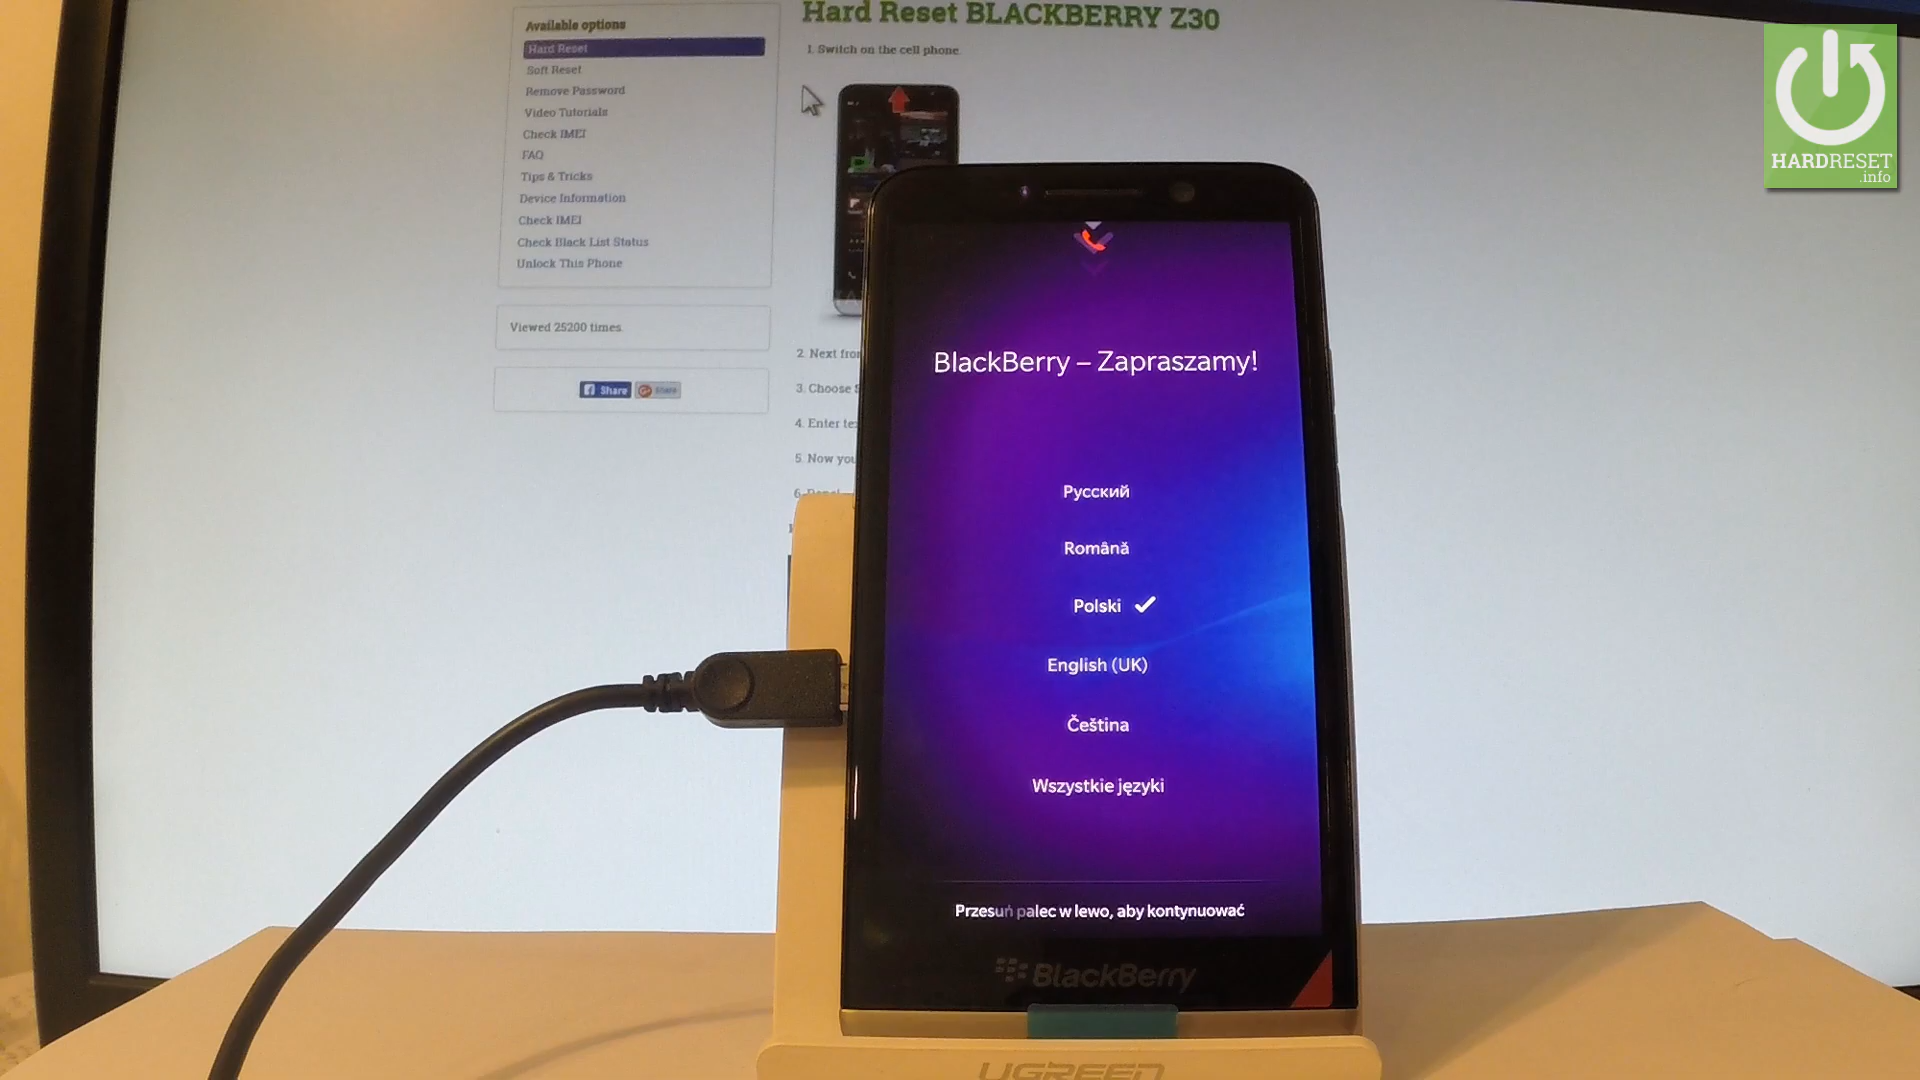 Available options
Hard Reset
Soft Reset
Remove Password
Video Tutorials
Check IMEI
FAQ
Tips & Tricks
Device Information
Check IMEI
Check Black List Status
Unlock This Phone
Viewed 25200 times.
Share
Share
Hard Reset BLACKBERRY Z30
1. Switch on the cell phone.
2. Next from
3. Choose
4. Enter
5. Now you
6.
HARDRESET
.info
BlackBerry – Zapraszamy!
Русский
Română
Polski
English (UK)
Čeština
Wszystkie języki
Przesuń palec w lewo, aby kontynuować
BlackBerry
UGREEN